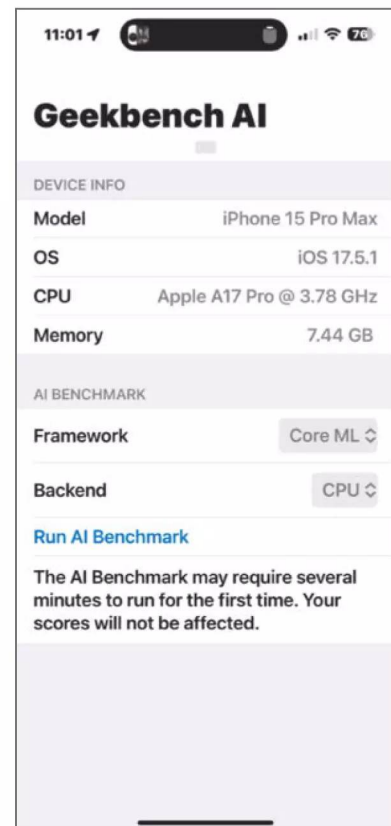 11:01
76
Geekbench AI
DEVICE INFO
Model iPhone 15 Pro Max
OS iOS 17.5.1
CPU Apple A17 Pro @ 3.78 GHz
Memory 7.44 GB
AI BENCHMARK
Framework Core ML
Backend CPU
Run AI Benchmark
The AI Benchmark may require several
minutes to run for the first time. Your
scores will not be affected.